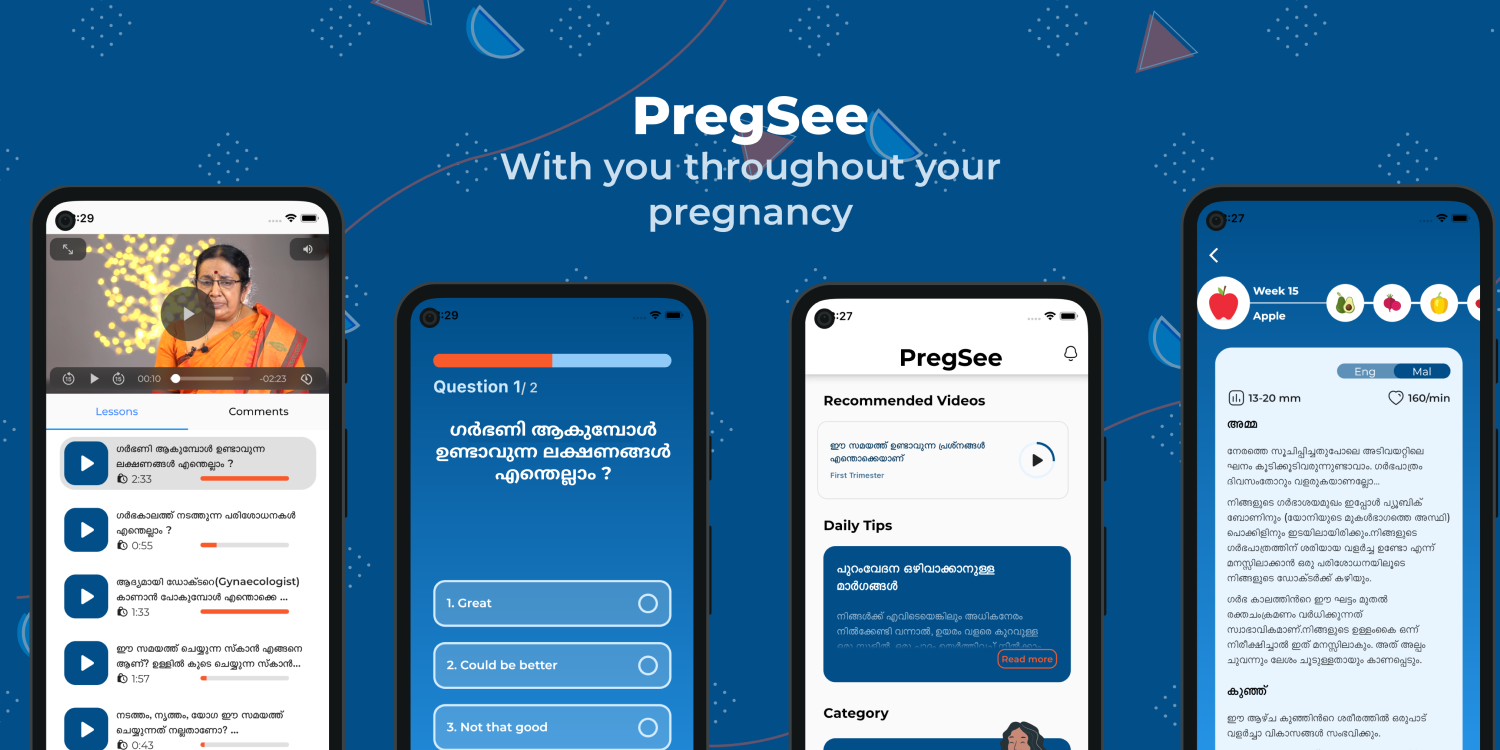 PregSee
With you throughout your
pregnancy
:29
00:10
-02:23
Lessons
Comments
ഗർഭണി ആകുമ്പോൾ ഉണ്ടാവുന്ന
ലക്ഷണങ്ങൾ എന്തെല്ലാം ?
2:33
ഗർഭകാലത്ത് നടത്തുന്ന പരിശോധനകൾ
എന്തെല്ലാം ?
0:55
ആദ്യമായി ഡോക്ടറെ(Gynaecologist)
കാണാൻ പോകുമ്പോൾ എന്തൊക്കെ ...
1:33
ഈ സമയത്ത് ചെയ്യുന്ന സ്കാൻ എങ്ങനെ
ആണ്? ഉള്ളിൽ കൂടെ ചെയ്യുന്ന സ്കാൻ...
1:57
നടത്തം, നൃത്തം, യോഗ ഈ സമയത്ത്
ചെയ്യുന്നത് നല്ലതാണോ? ...
0:43
:29
Question 1/ 2
ഗർഭണി ആകുമ്പോൾ
ഉണ്ടാവുന്ന ലക്ഷണങ്ങൾ
എന്തെല്ലാം ?
1. Great
2. Could be better
3. Not that good
:27
PregSee
Recommended Videos
ഈ സമയത്ത് ഉണ്ടാവുന്ന പ്രശ്നങ്ങൾ
എന്തൊക്കെയാണ്
First Trimester
Daily Tips
പുറംവേദന ഒഴിവാക്കാനുള്ള
മാർഗങ്ങൾ
നിങ്ങൾക്ക് എവിടെയെങ്കിലും അധികനേരം
നിൽക്കേണ്ടി വന്നാൽ, ഉയരം വളരെ കുറവുള്ള
Read more
Category
:27
Week 15
Apple
Eng
Mal
13-20 mm
160/min
അമ്മ
നേരത്തെ സൂചിപ്പിച്ചതുപോലെ അടിവയറ്റിലെ
ഘനം കൂടിക്കൂടിവരുന്നുണ്ടാവാം. ഗർഭപാത്രം
ദിവസംതോറും വളരുകയാണല്ലോ...
നിങ്ങളുടെ ഗർഭാശയമുഖം ഇപ്പോൾ പ്യൂബിക്
ബോണിനും (യോനിയുടെ മുകൾഭാഗത്തെ അസ്ഥി)
പൊക്കിളിനും ഇടയിലായിരിക്കും.നിങ്ങളുടെ
ഗർഭപാത്രത്തിന് ശരിയായ വളർച്ച ഉണ്ടോ എന്ന്
മനസ്സിലാക്കാൻ ഒരു പരിശോധനയിലൂടെ
നിങ്ങളുടെ ഡോക്ടർക്ക് കഴിയും.
ഗർഭ കാലത്തിൻറെ ഈ ഘട്ടം മുതൽ
രക്തചംക്രമണം വർധിക്കുന്നത്
സ്വാഭാവികമാണ്.നിങ്ങളുടെ ഉള്ളംകൈ ഒന്ന്
നിരീക്ഷിച്ചാൽ ഇത് മനസ്സിലാകും. അത് അല്പം
ചുവന്നും ലേശം ചൂടുള്ളതായും കാണപ്പെടും.
കുഞ്ഞ്
ഈ ആഴ്ച കുഞ്ഞിൻറെ ശരീരത്തിൽ ഒരുപാട്
വളർച്ചാ വികാസങ്ങൾ സംഭവിക്കും.